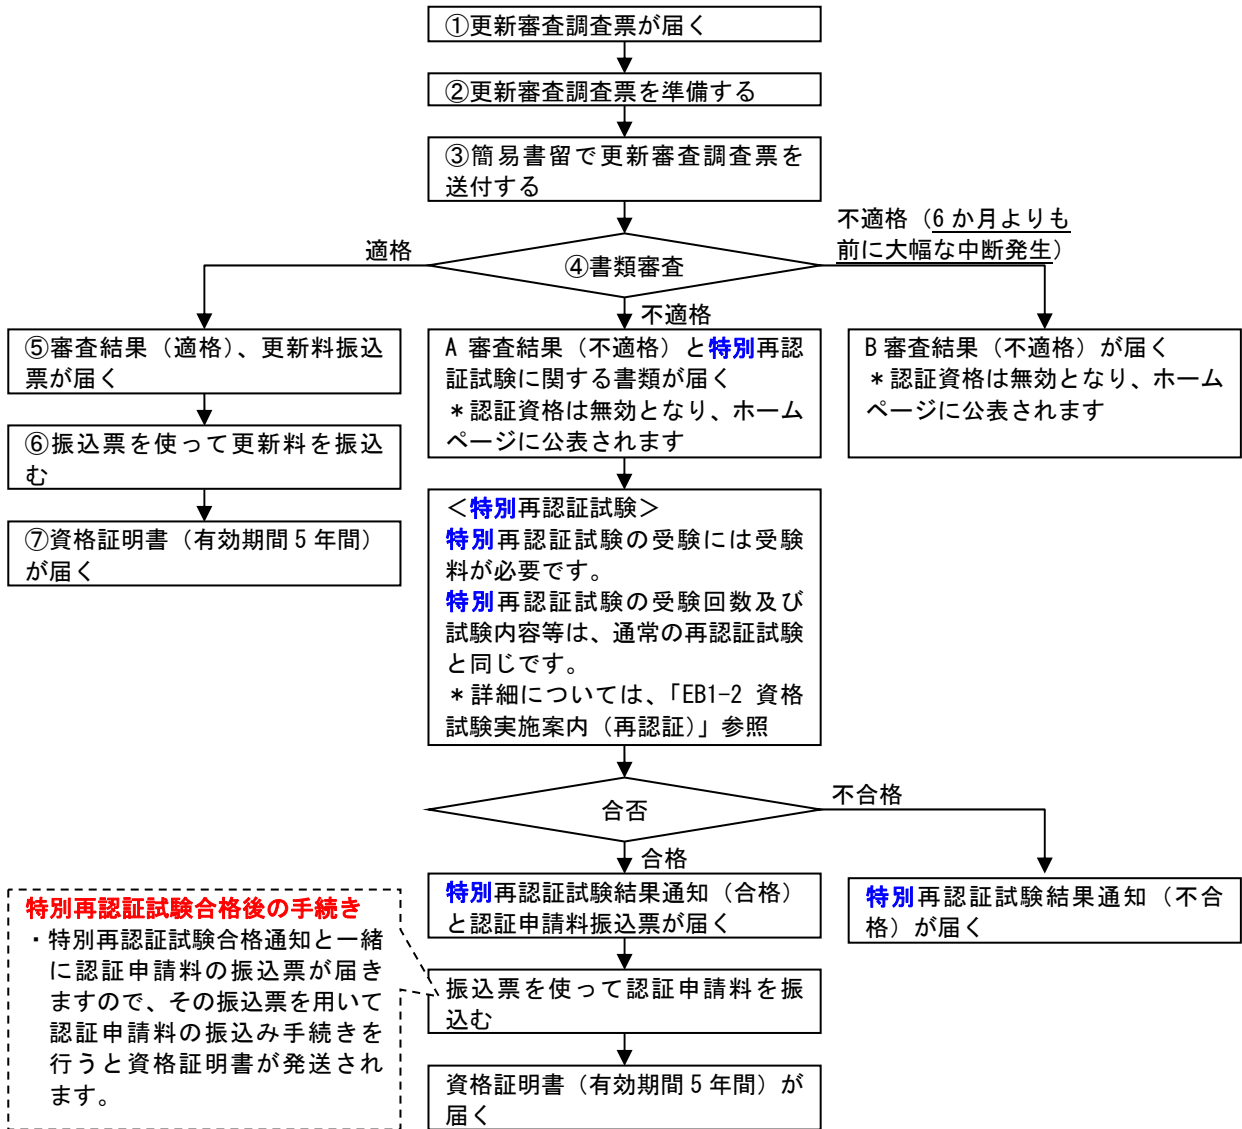 ①更新審査調査票が届く
②更新審査調査票を準備する
③簡易書留で更新審査調査票を
送付する
④書類審査
適格
不適格（6 か月よりも
前に大幅な中断発生）
不適格
⑤審査結果（適格）、更新料振込
票が届く
⑥振込票を使って更新料を振込
む
⑦資格証明書（有効期間 5 年間）
が届く
A 審査結果（不適格）と特別再認
証試験に関する書類が届く
＊認証資格は無効となり、ホーム
ページに公表されます
B 審査結果（不適格）が届く
＊認証資格は無効となり、ホーム
ページに公表されます
＜特別再認証試験＞
特別再認証試験の受験には受験
料が必要です。
特別再認証試験の受験回数及び
試験内容等は、通常の再認証試験
と同じです。
＊詳細については、「EB1-2 資格
試験実施案内（再認証）」参照
合否
不合格
合格
特別再認証試験結果通知（合格）
と認証申請料振込票が届く
特別再認証試験結果通知（不合
格）が届く
振込票を使って認証申請料を振
込む
資格証明書（有効期間 5 年間）が
届く
特別再認証試験合格後の手続き
・特別再認証試験合格通知と一緒
に認証申請料の振込票が届き
ますので、その振込票を用いて
認証申請料の振込み手続きを
行うと資格証明書が発送され
ます。